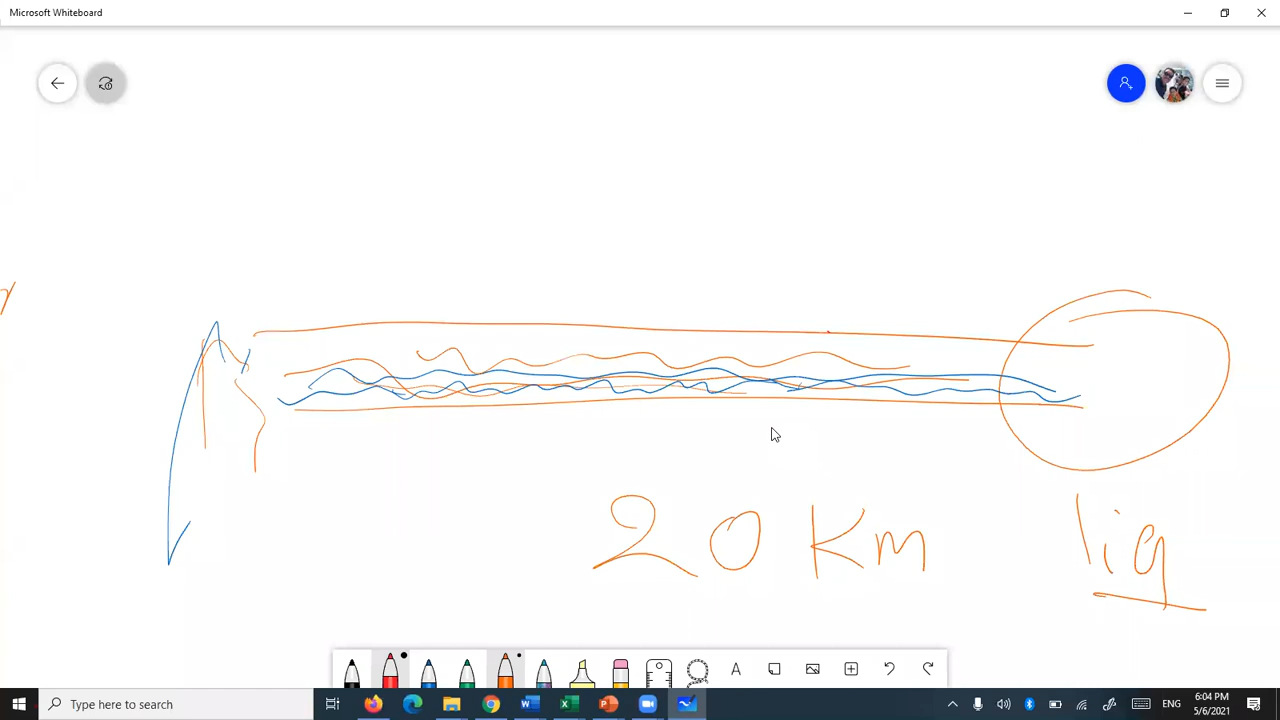 Microsoft Whiteboard
20 Km
liq
A
Type here to search
ENG
6:04 PM
5/6/2021